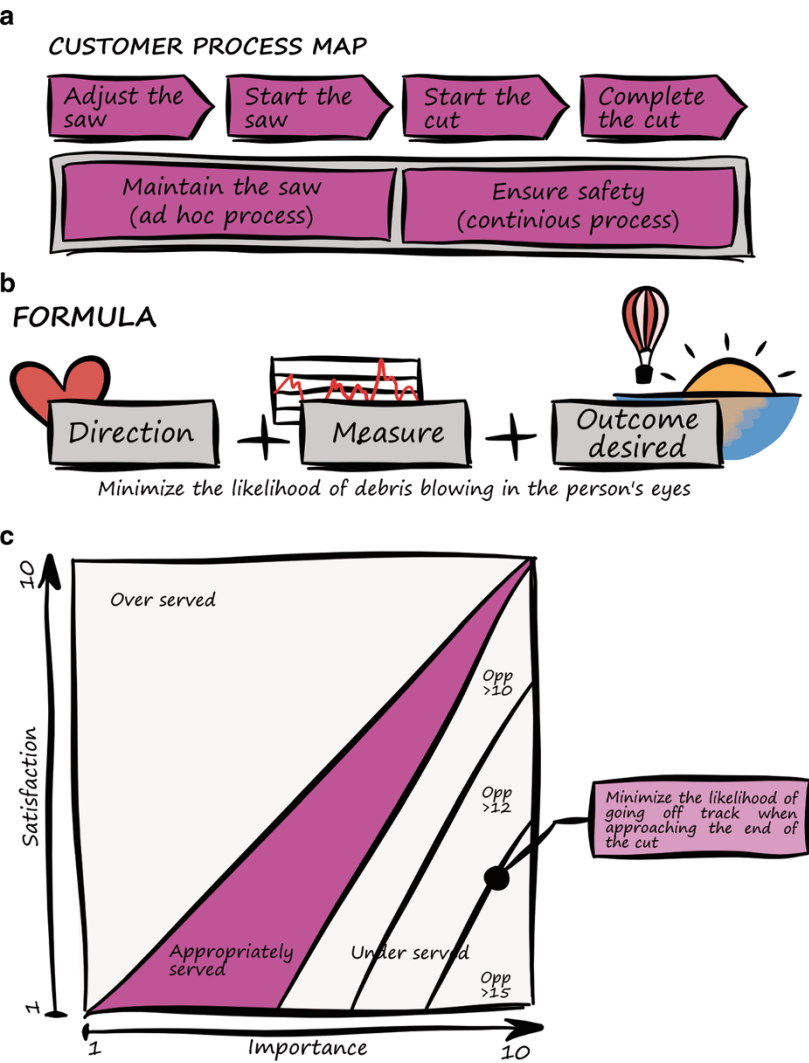 a
CUSTOMER PROCESS MAP
Adjust the
saw
Start the
saw
Start the
cut
Complete
the cut
Maintain the saw
(ad hoc process)
Ensure safety
(continious process)
b
FORMULA
Direction
+
Measure
+
Outcome
desired
Minimize the likelihood of debris blowing in the person's eyes
c
10
Satisfaction
1
Over served
Opp
>10
Opp
>12
Minimize the likelihood of
going off track when
approaching the end of
the cut
Appropriately
served
Under served
Opp
>15
1
Importance
10